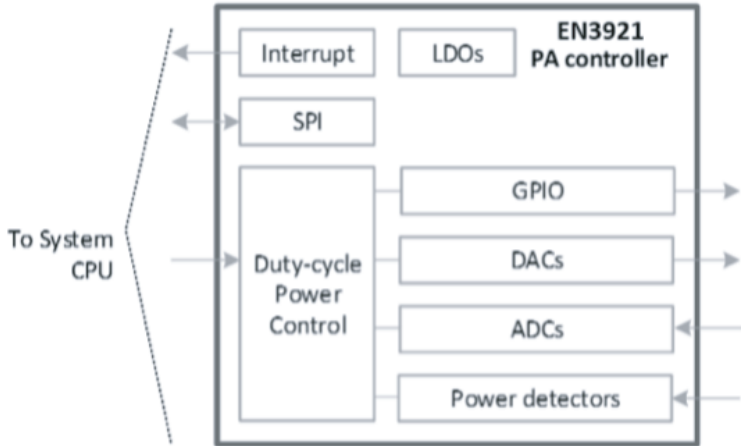 EN3921
PA controller
Interrupt
LDOs
SPI
GPIO
To System
CPU
Duty-cycle
Power
Control
DACs
ADCs
Power detectors